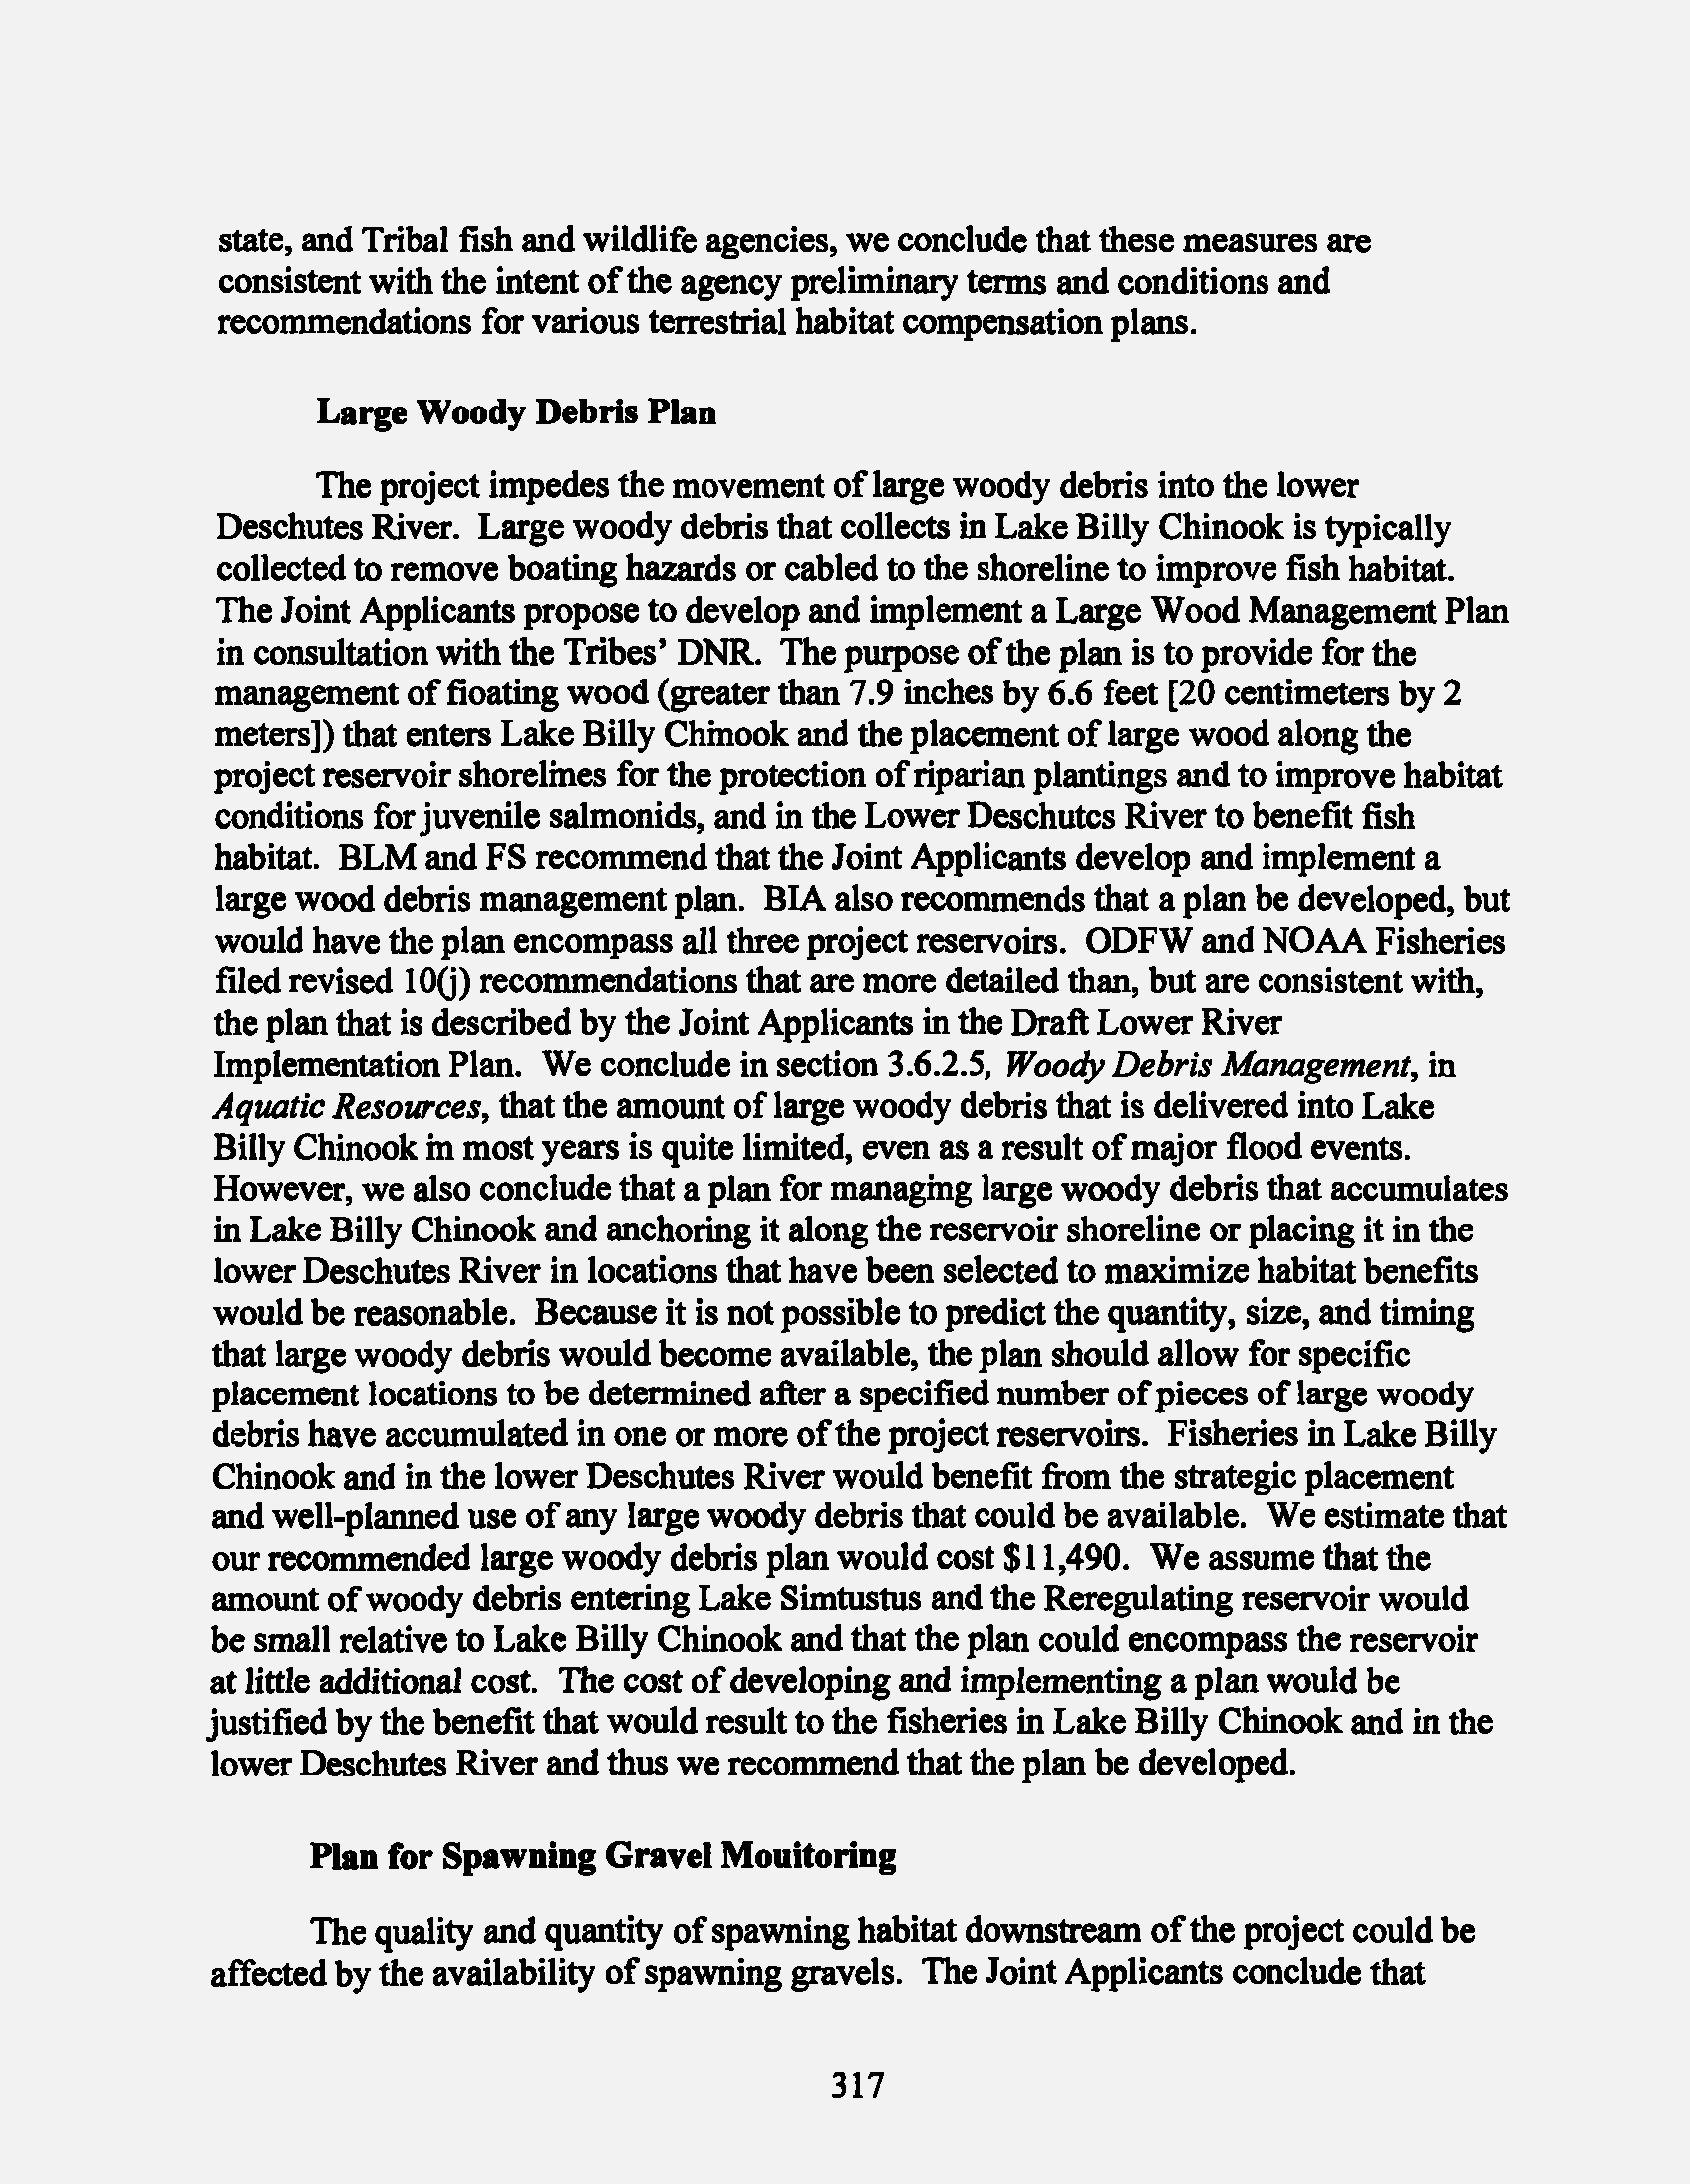 state, and Tribal fish and wildlife agencies, we conclude that these measures are
consistent with the intent of the agency preliminary terms and conditions and
recommendations for various terrestrial habitat compensation plans.
Large Woody Debris Plan
The project impedes the movement of large woody debris into the lower
Deschutes River. Large woody debris that collects in Lake Billy Chinook is typically
collected to remove boating hazards or cabled to the shoreline to improve fish habitat.
The Joint Applicants propose to develop and implement a Large Wood Management Plan
in consultation with the Tribes' DNR. The purpose of the plan is to provide for the
management of floating wood (greater than 7.9 inches by 6.6 feet [20 centimeters by 2
meters]) that enters Lake Billy Chinook and the placement of large wood along the
project reservoir shorelines for the protection of riparian plantings and to improve habitat
conditions for juvenile salmonids, and in the Lower Deschutes River to benefit fish
habitat. BLM and FS recommend that the Joint Applicants develop and implement a
large wood debris management plan. BIA also recommends that a plan be developed, but
would have the plan encompass all three project reservoirs. ODFW and NOAA Fisheries
filed revised 10(j) recommendations that are more detailed than, but are consistent with,
the plan that is described by the Joint Applicants in the Draft Lower River
Implementation Plan. We conclude in section 3.6.2.5, Woody Debris Management, in
Aquatic Resources, that the amount of large woody debris that is delivered into Lake
Billy Chinook in most years is quite limited, even as a result of major flood events.
However, we also conclude that a plan for managing large woody debris that accumulates
in Lake Billy Chinook and anchoring it along the reservoir shoreline or placing it in the
lower Deschutes River in locations that have been selected to maximize habitat benefits
would be reasonable. Because it is not possible to predict the quantity, size, and timing
that large woody debris would become available, the plan should allow for specific
placement locations to be determined after a specified number of pieces of large woody
debris have accumulated in one or more of the project reservoirs. Fisheries in Lake Billy
Chinook and in the lower Deschutes River would benefit from the strategic placement
and well-planned use of any large woody debris that could be available. We estimate that
our recommended large woody debris plan would cost $11,490. We assume that the
amount of woody debris entering Lake Simtustus and the Reregulating reservoir would
be small relative to Lake Billy Chinook and that the plan could encompass the reservoir
at little additional cost. The cost of developing and implementing a plan would be
justified by the benefit that would result to the fisheries in Lake Billy Chinook and in the
lower Deschutes River and thus we recommend that the plan be developed.
Plan for Spawning Gravel Mouitoring
The quality and quantity of spawning habitat downstream of the project could be
affected by the availability of spawning gravels. The Joint Applicants conclude that
317